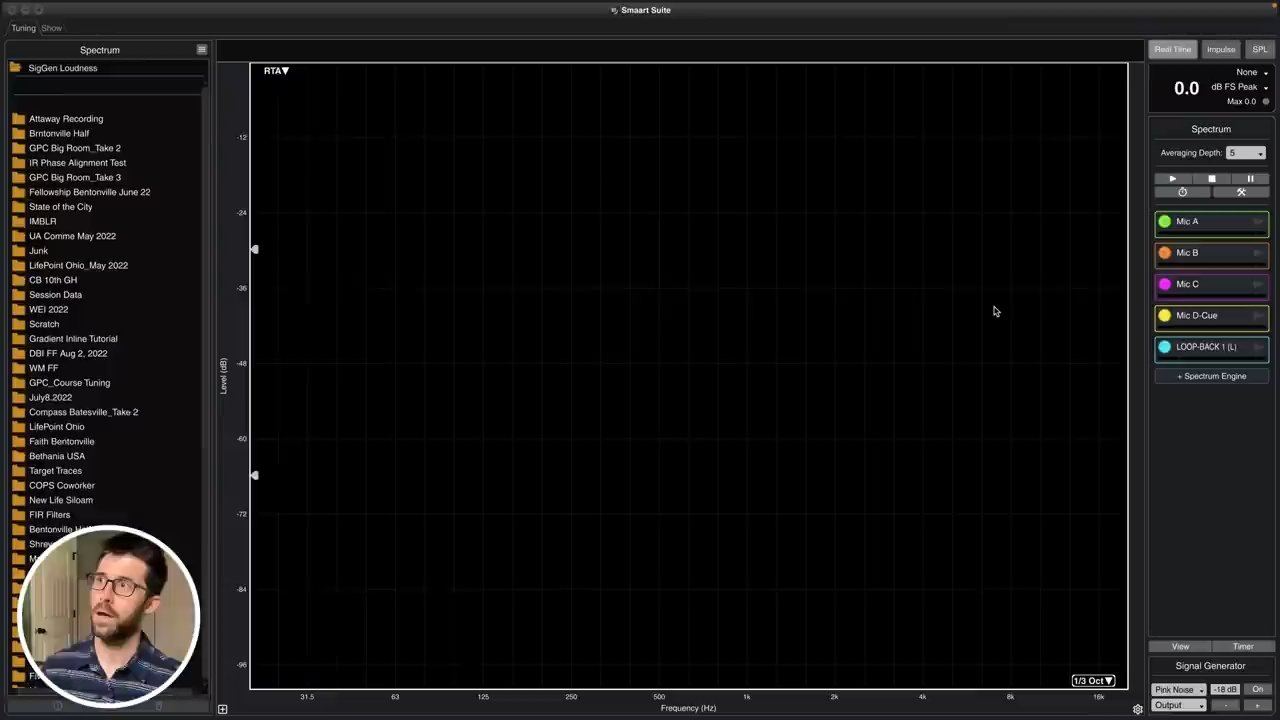 Smaart Suite
Tuning Show
Spectrum
SigGen Loudness
Attaway Recording
Brntonville Half
GPC Big Room_Take 2
IR Phase Alignment Test
GPC Big Room_Take 3
Fellowship Bentonville June 22
State of the City
IMBLR
UA Comme May 2022
Junk
LifePoint Ohio_May 2022
CB 10th GH
Session Data
WEI 2022
Scratch
Gradient Inline Tutorial
DBI FF Aug 2, 2022
WM FF
GPC_Course Tuning
July8.2022
Compass Batesville_Take 2
LifePoint Ohio
Faith Bentonville
Bethania USA
Target Traces
COPS Coworker
New Life Siloam
FIR Filters
Bentonville
RTA
-12
-24
-36
-48
-60
-72
-84
-96
Level (dB)
1/3 Oct
31.5 63 125 250 500 1k 2k 4k 8k 16k
Frequency (Hz)
Real Time Impulse SPL
None
0.0 dB FS Peak
Max 0.0
Spectrum
Averaging Depth: 5
Mic A
Mic B
Mic C
Mic D-Cue
LOOP-BACK 1 (L)
+ Spectrum Engine
View Timer
Signal Generator
Pink Noise -18 dB On
Output - +